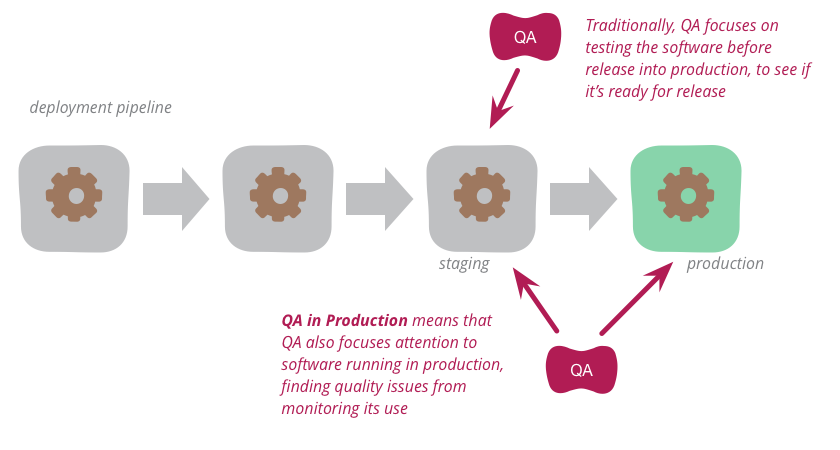 QA
Traditionally, QA focuses on
testing the software before
release into production, to see if
it's ready for release
deployment pipeline
staging
production
QA in Production means that
QA also focuses attention to
software running in production,
finding quality issues from
monitoring its use
QA